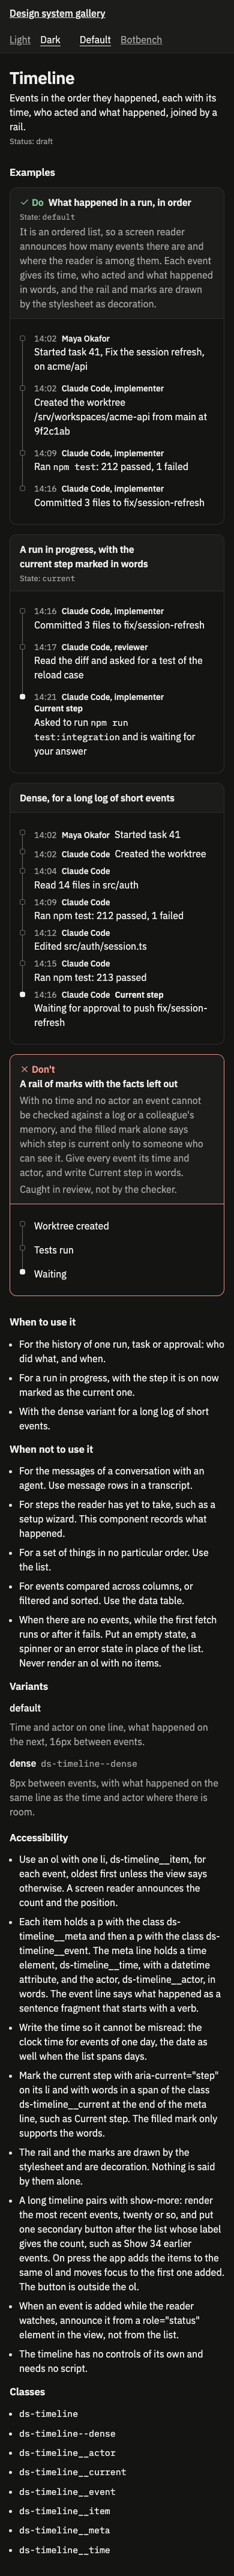 Design system gallery
Light Dark Default Botbench
Timeline
Events in the order they happened, each with its
time, who acted and what happened, joined by a
rail.
Status: draft
Examples
Do What happened in a run, in order
State: default
It is an ordered list, so a screen reader
announces how many events there are and
where the reader is among them. Each event
gives its time, who acted and what happened
in words, and the rail and marks are drawn
by the stylesheet as decoration.
14:02 Maya Okafor
Started task 41, Fix the session refresh,
on acme/api
14:02 Claude Code, implementer
Created the worktree
/srv/workspaces/acme-api from main at
9f2c1ab
14:09 Claude Code, implementer
Ran npm test: 212 passed, 1 failed
14:16 Claude Code, implementer
Committed 3 files to fix/session-refresh
A run in progress, with the
current step marked in words
State: current
14:16 Claude Code, implementer
Committed 3 files to fix/session-refresh
14:17 Claude Code, reviewer
Read the diff and asked for a test of the
reload case
14:21 Claude Code, implementer
Current step
Asked to run npm run
test:integration and is waiting for
your answer
Dense, for a long log of short events
14:02 Maya Okafor Started task 41
14:02 Claude Code Created the worktree
14:04 Claude Code
Read 14 files in src/auth
14:09 Claude Code
Ran npm test: 212 passed, 1 failed
14:12 Claude Code
Edited src/auth/session.ts
14:15 Claude Code
Ran npm test: 213 passed
14:16 Claude Code Current step
Waiting for approval to push fix/session-
refresh
Don't
A rail of marks with the facts left out
With no time and no actor an event cannot
be checked against a log or a colleague's
memory, and the filled mark alone says
which step is current only to someone who
can see it. Give every event its time and
actor, and write Current step in words.
Caught in review, not by the checker.
Worktree created
Tests run
Waiting
When to use it
• For the history of one run, task or approval: who
did what, and when.
• For a run in progress, with the step it is on now
marked as the current one.
• With the dense variant for a long log of short
events.
When not to use it
• For the messages of a conversation with an
agent. Use message rows in a transcript.
• For steps the reader has yet to take, such as a
setup wizard. This component records what
happened.
• For a set of things in no particular order. Use
the list.
• For events compared across columns, or
filtered and sorted. Use the data table.
• When there are no events, while the first fetch
runs or after it fails. Put an empty state, a
spinner or an error state in place of the list.
Never render an ol with no items.
Variants
default
Time and actor on one line, what happened on
the next, 16px between events.
dense ds-timeline--dense
8px between events, with what happened on the
same line as the time and actor where there is
room.
Accessibility
• Use an ol with one li, ds-timeline__item, for
each event, oldest first unless the view says
otherwise. A screen reader announces the
count and the position.
• Each item holds a p with the class ds-
timeline__meta and then a p with the class ds-
timeline__event. The meta line holds a time
element, ds-timeline__time, with a datetime
attribute, and the actor, ds-timeline__actor, in
words. The event line says what happened as a
sentence fragment that starts with a verb.
• Write the time so it cannot be misread: the
clock time for events of one day, the date as
well when the list spans days.
• Mark the current step with aria-current="step"
on its li and with words in a span of the class
ds-timeline__current at the end of the meta
line, such as Current step. The filled mark only
supports the words.
• The rail and the marks are drawn by the
stylesheet and are decoration. Nothing is said
by them alone.
• A long timeline pairs with show-more: render
the most recent events, twenty or so, and put
one secondary button after the list whose label
gives the count, such as Show 34 earlier
events. On press the app adds the items to the
same ol and moves focus to the first one added.
The button is outside the ol.
• When an event is added while the reader
watches, announce it from a role="status"
element in the view, not from the list.
• The timeline has no controls of its own and
needs no script.
Classes
• ds-timeline
• ds-timeline--dense
• ds-timeline__actor
• ds-timeline__current
• ds-timeline__event
• ds-timeline__item
• ds-timeline__meta
• ds-timeline__time